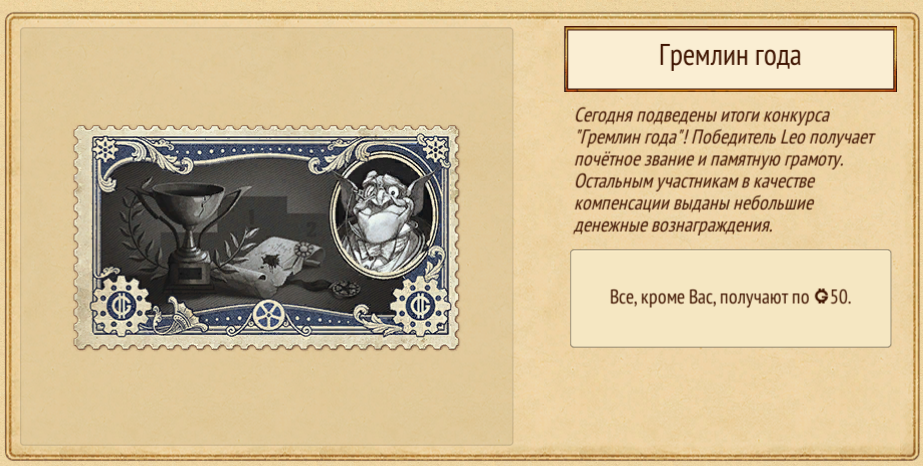 Гремлин года
Сегодня подведены итоги конкурса
"Гремлин года"! Победитель Leo получает
почётное звание и памятную грамоту.
Остальным участникам в качестве
компенсации выданы небольшие
денежные вознаграждения.
Все, кроме Вас, получают по 50.